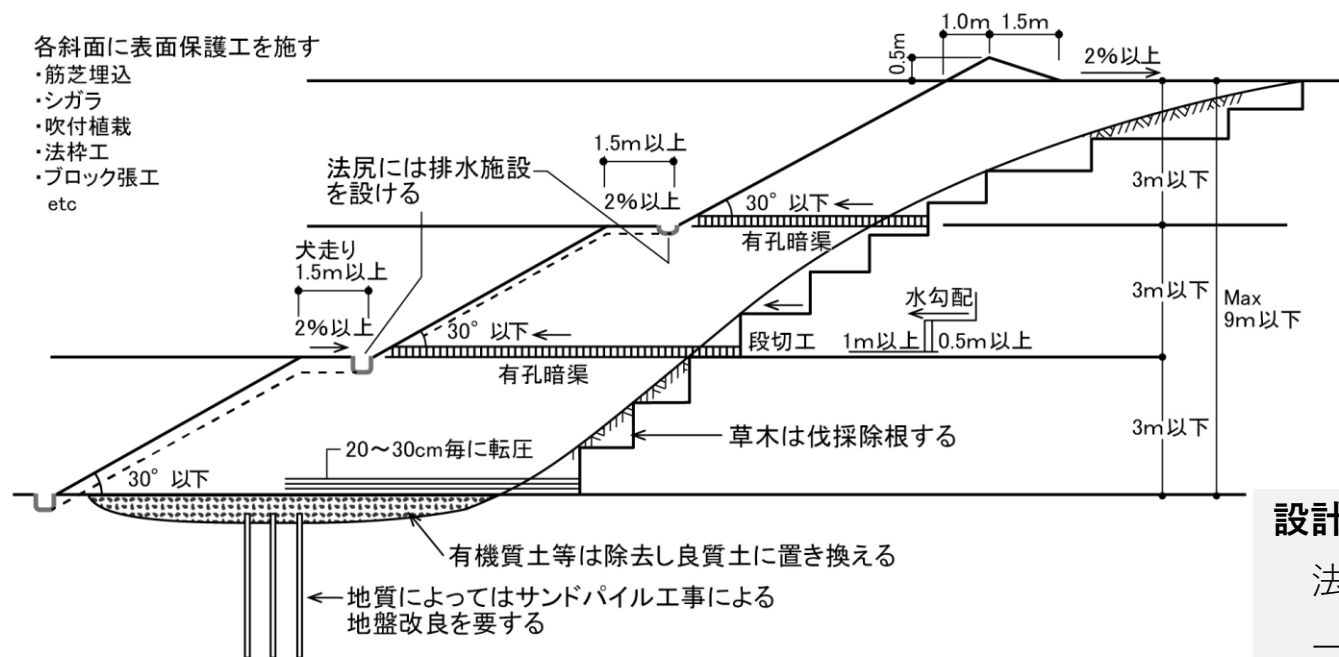 各斜面に表面保護工を施す
・筋芝埋込
・シガラ
・吹付植栽
・法枠工
・ブロック張工
etc
1.0m
1.5m
0.5m
2%以上
1.5m以上
法尻には排水施設
を設ける
2%以上
30°以下
有孔暗渠
3m以下
犬走り
1.5m以上
2%以上
30°以下
有孔暗渠
段切工
水勾配
1m以上
0.5m以上
3m以下
Max
9m以下
20～30cm毎に転圧
草木は伐採除根する
3m以下
30°以下
有機質土等は除去し良質土に置き換える
地質によってはサンドパイル工事による
地盤改良を要する
設計
法